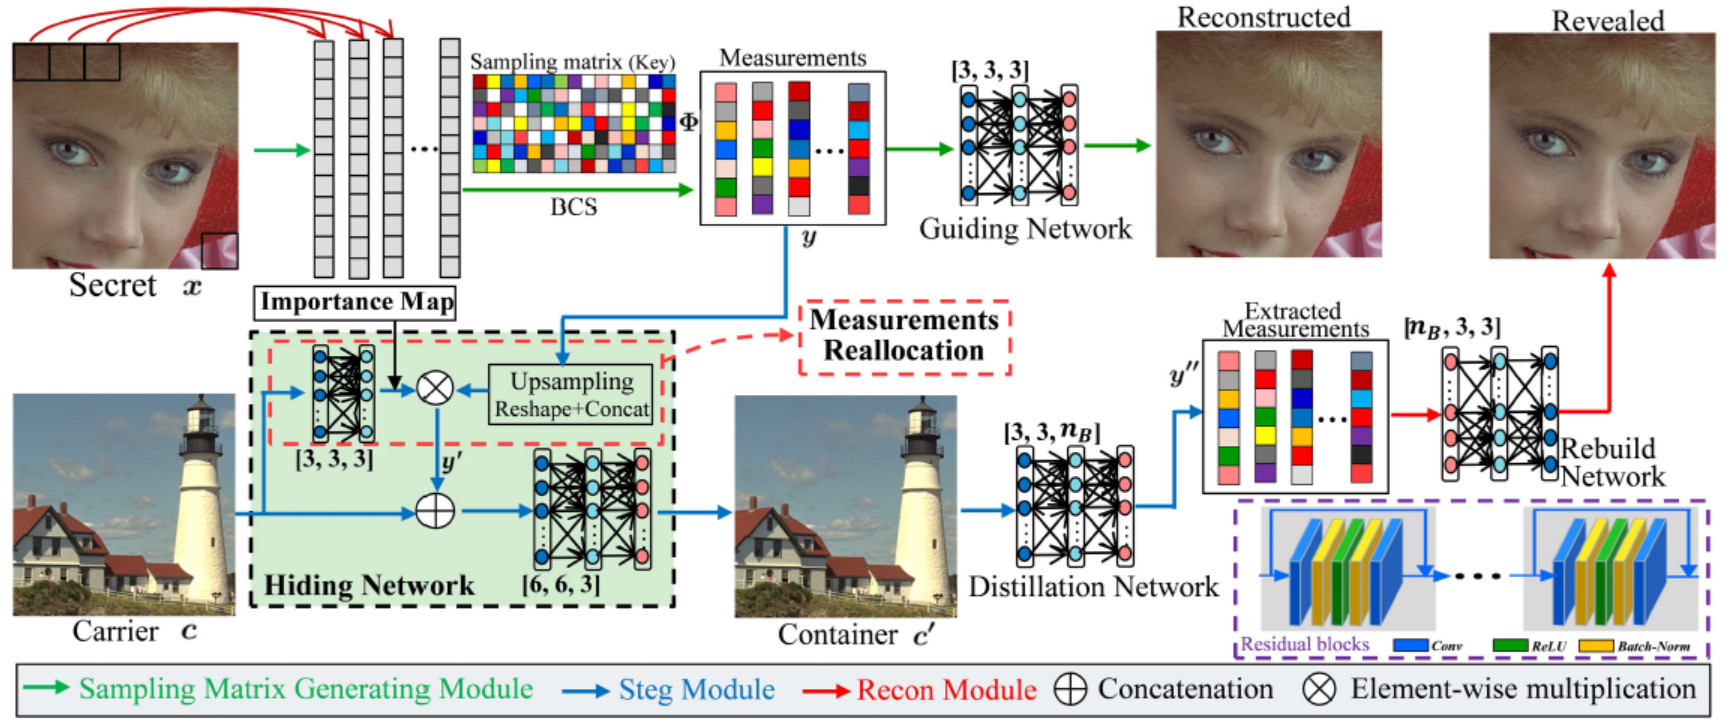 Reconstructed
Revealed
Sampling matrix (Key)
Measurements
[3, 3, 3]
Φ
...
...
BCS
y
Guiding Network
Secret x
Importance Map
Measurements
Reallocation
Extracted
Measurements
[n_B, 3, 3]
Upsampling
Reshape+Concat
y''
...
[3, 3, 3]
y'
[3, 3, n_B]
Rebuild
Network
Hiding Network
[6, 6, 3]
Distillation Network
Carrier c
Container c'
Residual blocks
Conv
ReLU
Batch-Norm
Sampling Matrix Generating Module
Steg Module
Recon Module
Concatenation
Element-wise multiplication